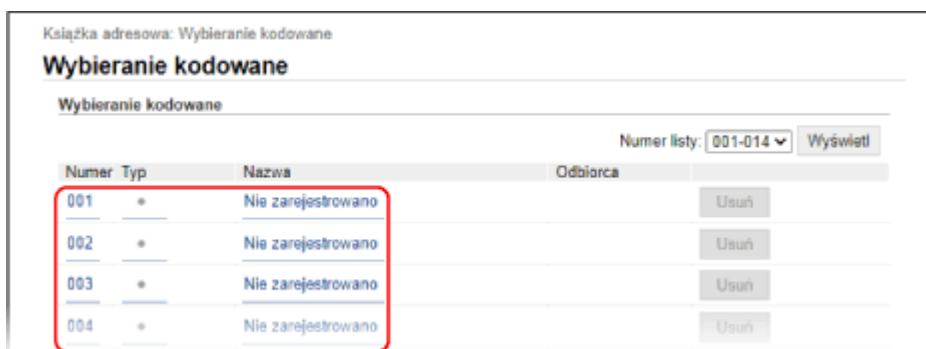 Książka adresowa: Wybieranie kodowane
Wybieranie kodowane
Wybieranie kodowane
Numer listy: 001-014 Wyświetl
Numer Typ Nazwa Odbiorca
001 Nie zarejestrowano Usuń
002 Nie zarejestrowano Usuń
003 Nie zarejestrowano Usuń
004 Nie zarejestrowano Usuń